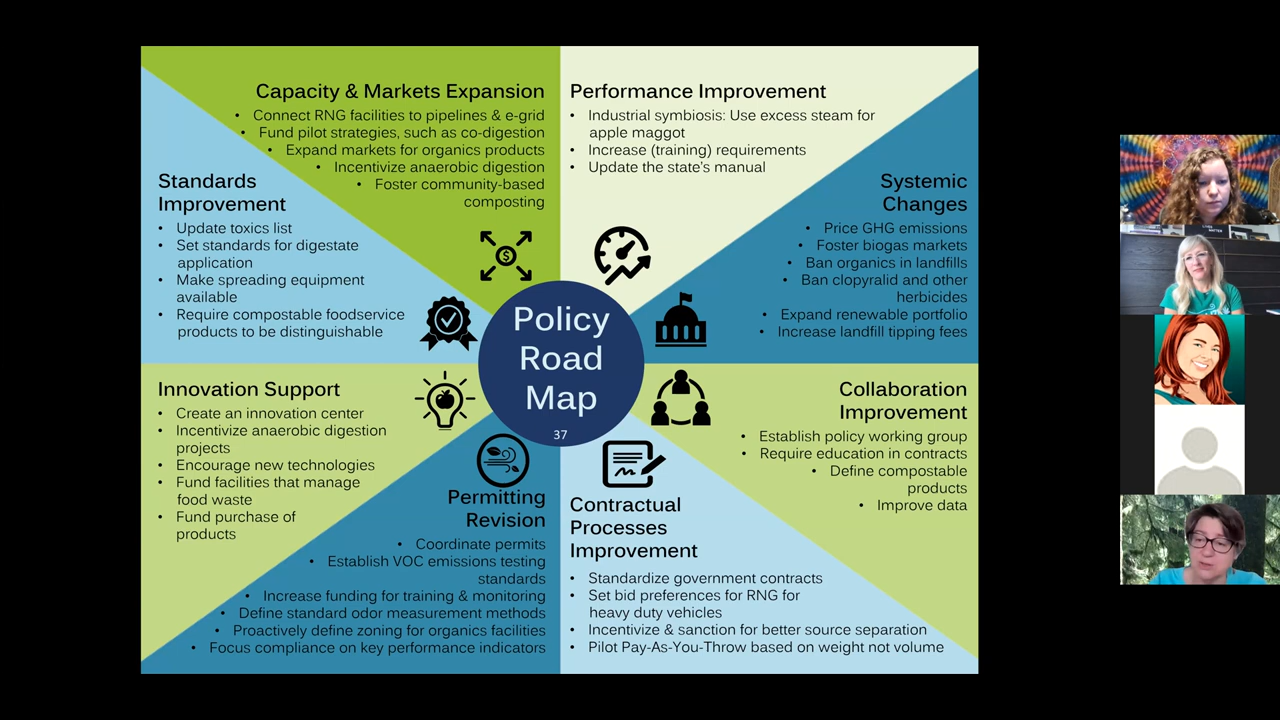 Capacity & Markets Expansion
• Connect RNG facilities to pipelines & e-grid
• Fund pilot strategies, such as co-digestion
• Expand markets for organics products
• Incentivize anaerobic digestion
• Foster community-based
composting
Performance Improvement
• Industrial symbiosis: Use excess steam for
apple maggot
• Increase (training) requirements
• Update the state's manual
Standards
Improvement
• Update toxics list
• Set standards for digestate
application
• Make spreading equipment
available
• Require compostable foodservice
products to be distinguishable
Systemic
Changes
• Price GHG emissions
• Foster biogas markets
• Ban organics in landfills
• Ban clopyralid and other
herbicides
• Expand renewable portfolio
• Increase landfill tipping fees
$
Policy
Road
Map
37
Innovation Support
• Create an innovation center
• Incentivize anaerobic digestion
projects
• Encourage new technologies
• Fund facilities that manage
food waste
• Fund purchase of
products
Collaboration
Improvement
• Establish policy working group
• Require education in contracts
• Define compostable
products
• Improve data
Permitting
Revision
• Coordinate permits
• Establish VOC emissions testing
standards
• Increase funding for training & monitoring
• Define standard odor measurement methods
• Proactively define zoning for organics facilities
• Focus compliance on key performance indicators
Contractual
Processes
Improvement
• Standardize government contracts
• Set bid preferences for RNG for
heavy duty vehicles
• Incentivize & sanction for better source separation
• Pilot Pay-As-You-Throw based on weight not volume
LIVES
MATTER